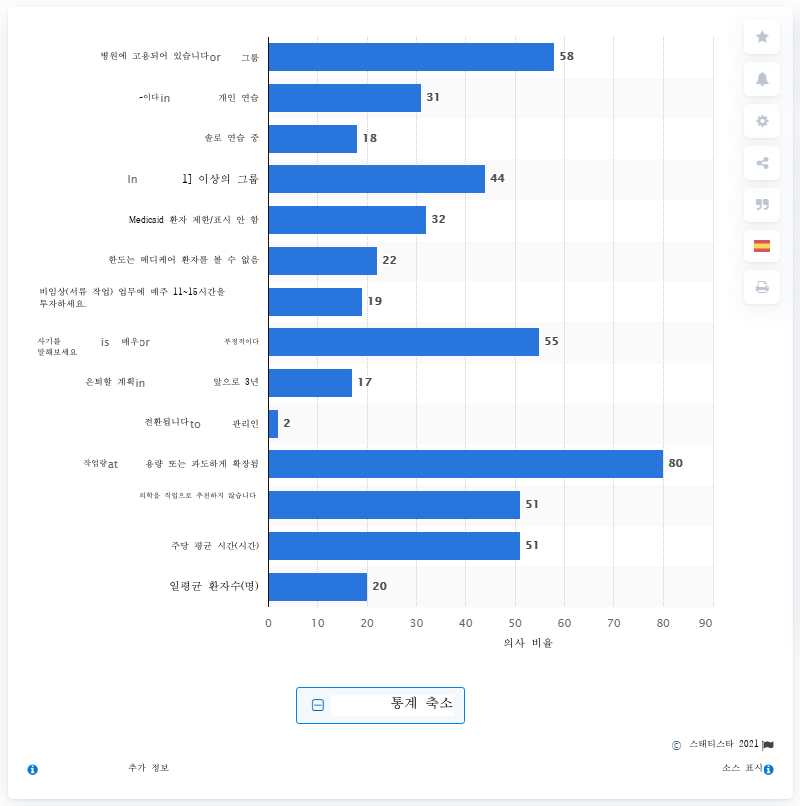 병원에 고용되어 있습니다or 그룹
58
~이다in 개인 연습
31
솔로 연습 중
18
In 1] 이상의 그룹
44
Medicaid 환자 제한/표시 안 함
32
한도는 메디케어 환자를 볼 수 없음
22
비임상(서류 작업) 업무에 매주 11~15시간을
투자하세요.
19
사기를 is 매우or 부정적이다
말해보세요
55
은퇴할 계획in 앞으로 3년
17
전환됩니다to 관리인
2
작업량at 용량 또는 과도하게 확장됨
80
의학을 직업으로 추천하지 않습니다
51
주당 평균 시간(시간)
51
일평균 환자수(명)
20
0 10 20 30 40 50 60 70 80 90
의사 비율
통계 축소
© 스태티스타 2021
추가 정보
소스 표시